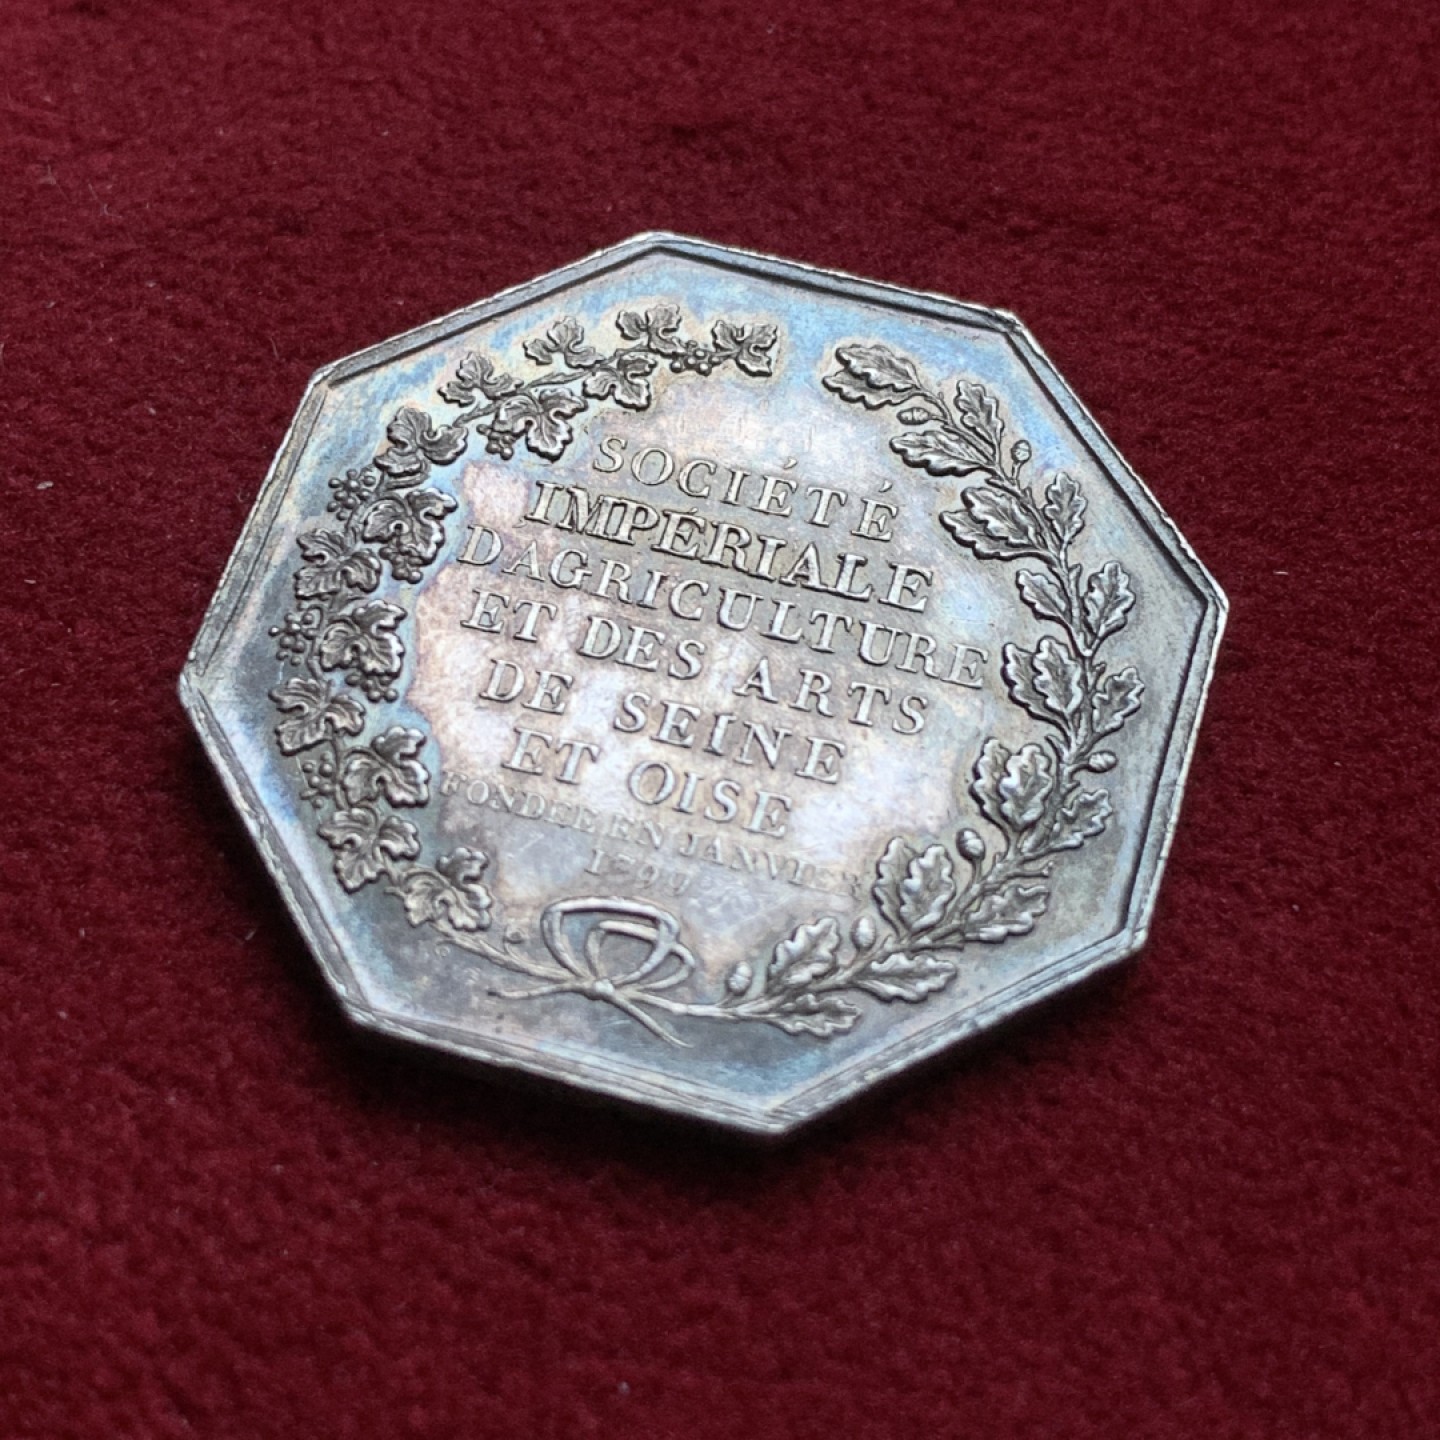 SOCIÉTÉ
IMPÉRIALE
D'AGRICULTURE
ET DES ARTS
DE SEINE
ET OISE
FONDÉE EN JANVIER